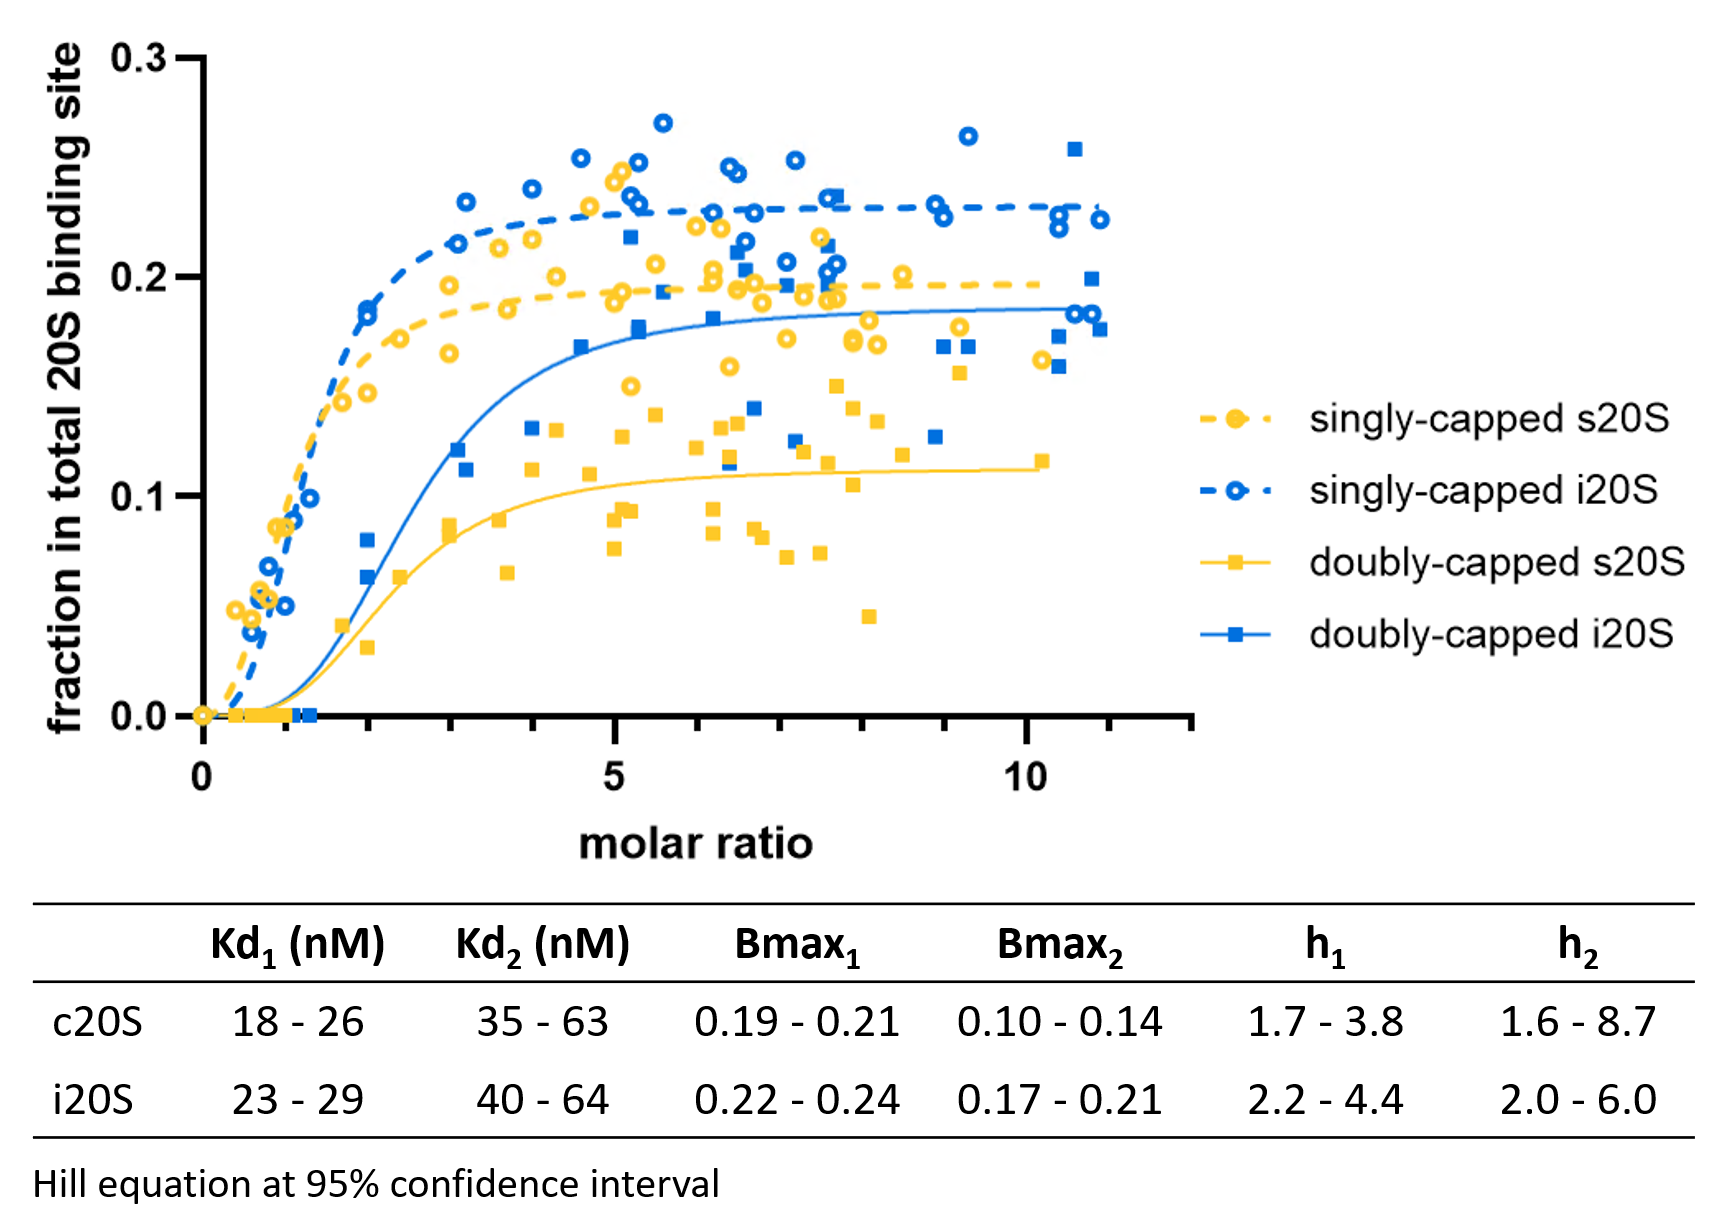 fraction in total 20S binding site
0.3
0.2
0.1
0.0
0
5
10
molar ratio
singly-capped s20S
singly-capped i20S
doubly-capped s20S
doubly-capped i20S
Kd₁ (nM) Kd₂ (nM) Bmax₁ Bmax₂ h₁ h₂
c20S 18 - 26 35 - 63 0.19 - 0.21 0.10 - 0.14 1.7 - 3.8 1.6 - 8.7
i20S 23 - 29 40 - 64 0.22 - 0.24 0.17 - 0.21 2.2 - 4.4 2.0 - 6.0
Hill equation at 95% confidence interval